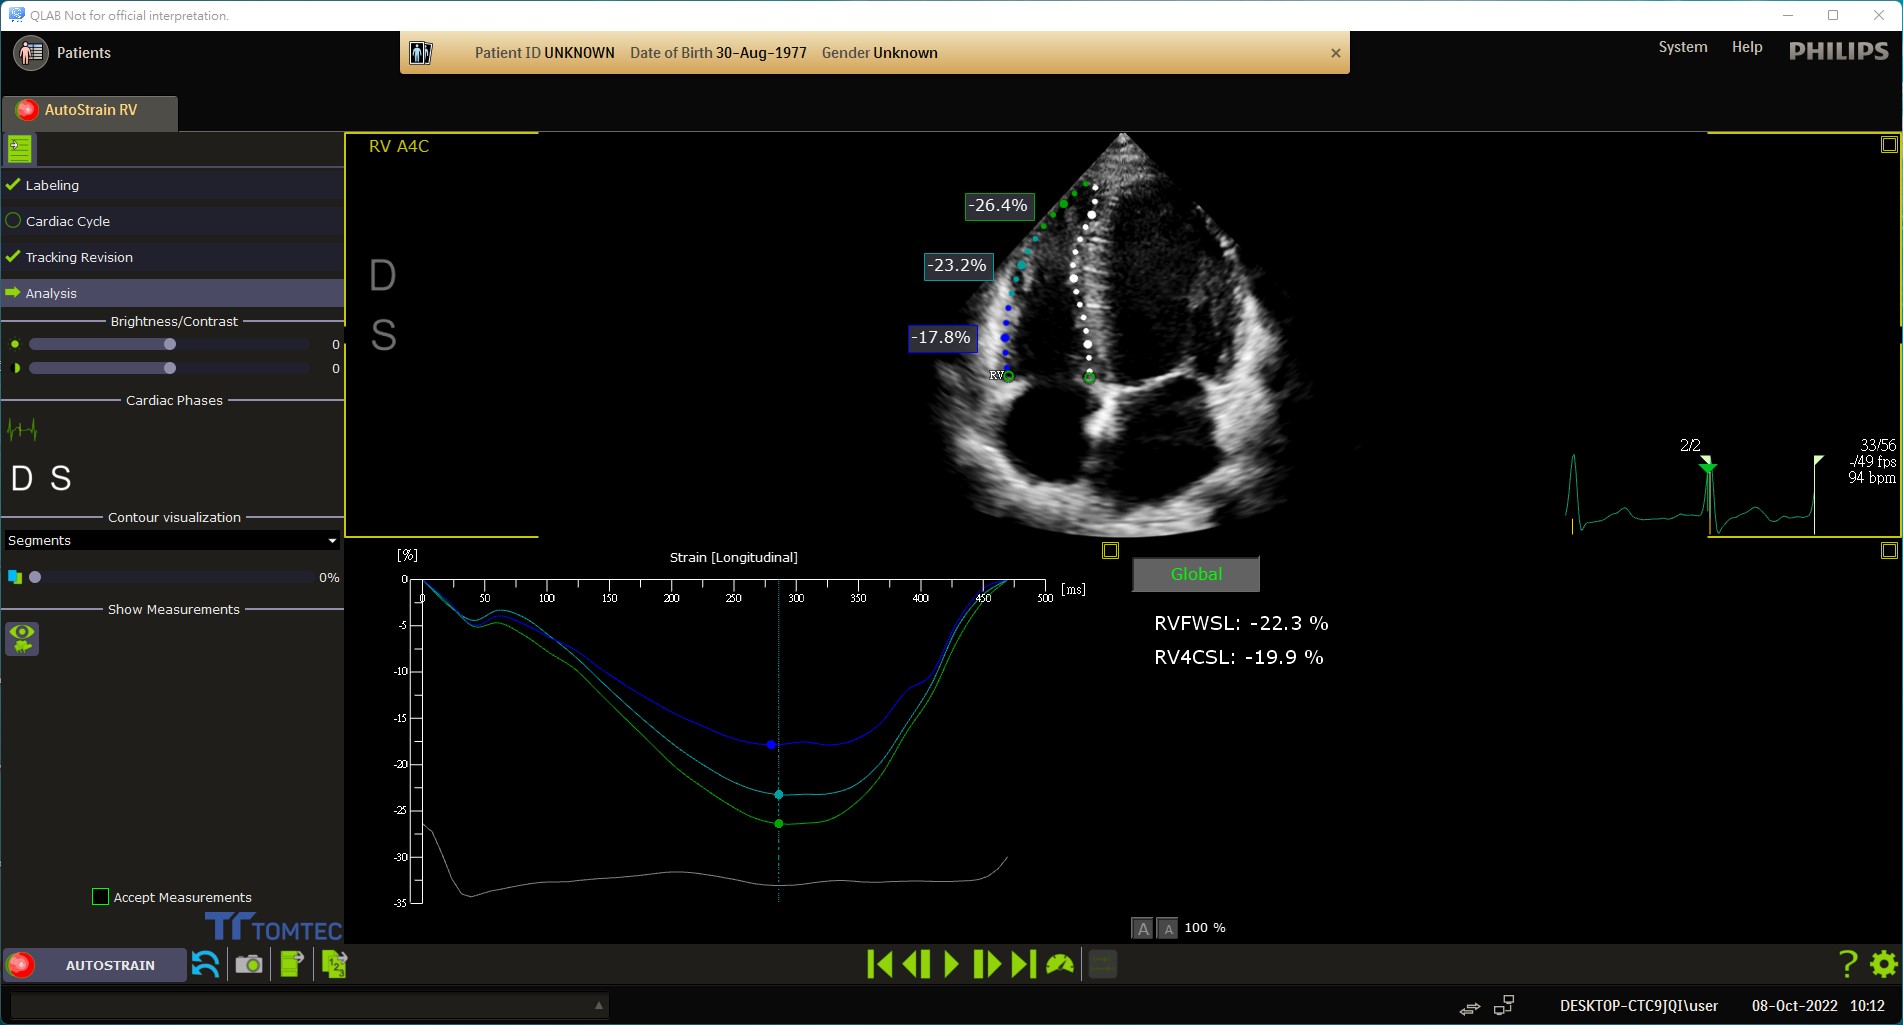 QLAB Not for official interpretation.
Patients
Patient ID UNKNOWN Date of Birth 30-Aug-1977 Gender Unknown
System Help PHILIPS
AutoStrain RV
Labeling
Cardiac Cycle
Tracking Revision
Analysis
Brightness/Contrast
0
0
Cardiac Phases
D S
Contour visualization
Segments
0%
Show Measurements
Accept Measurements
TOMTEC
RV A4C
D
S
-26.4%
-23.2%
-17.8%
RV
2/2
33/56
-/49 fps
94 bpm
[%]
Strain [Longitudinal]
0 50 100 150 200 250 300 350 400 450 500 [ms]
0
-5
-10
-15
-20
-25
-30
-35
Global
RVFWSL: -22.3 %
RV4CSL: -19.9 %
A A 100 %
AUTOSTRAIN
123
?
DESKTOP-CTC9JQI\user 08-Oct-2022 10:12